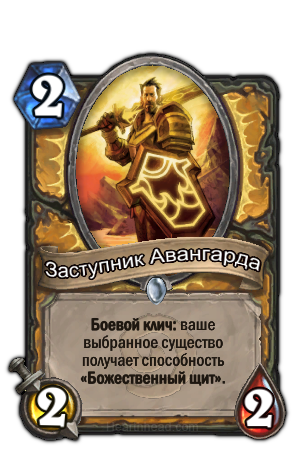 2
Заступник Авангарда
Боевой клич: ваше
выбранное существо
получает способность
«Божественный щит».
2
2